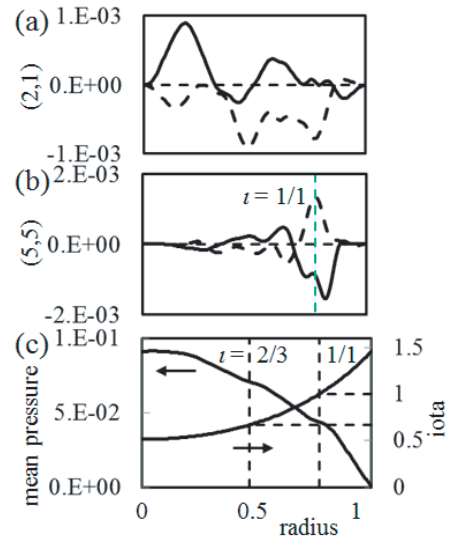 (a)
1.E-03
0.E+00
-1.E-03
(2,1)
(b)
2.E-03
0.E+00
-2.E-03
(5,5)
t = 1/1
(c)
1.E-01
5.E-02
0.E+00
mean pressure
t = 2/3
1/1
1.5
1
0.5
0
iota
0 0.5 1
radius